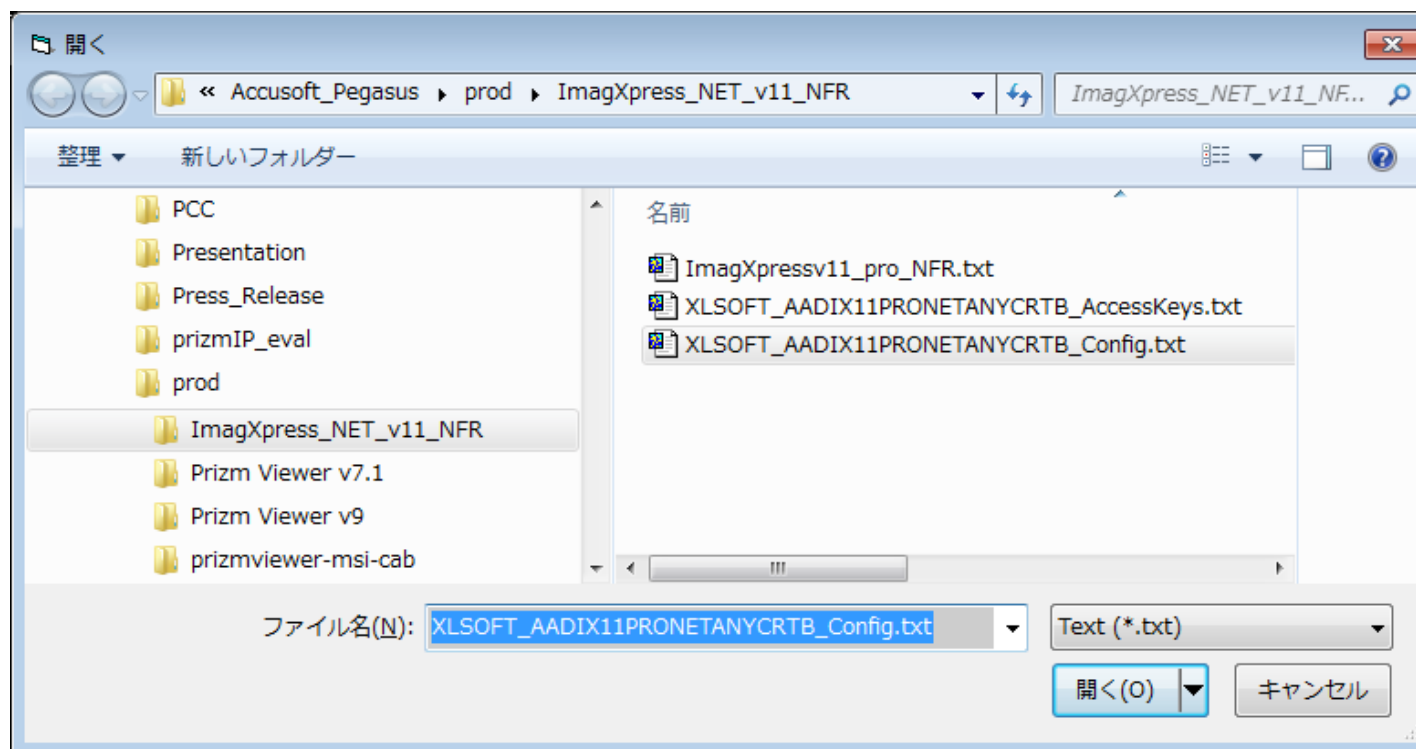 開く
« Accusoft_Pegasus ▸ prod ▸ ImagXpress_NET_v11_NFR
ImagXpress_NET_v11_NF...
整理 ▼ 新しいフォルダー
PCC
Presentation
Press_Release
prizmIP_eval
prod
ImagXpress_NET_v11_NFR
Prizm Viewer v7.1
Prizm Viewer v9
prizmviewer-msi-cab
名前
ImagXpressv11_pro_NFR.txt
XLSOFT_AADIX11PRONETANYCRTB_AccessKeys.txt
XLSOFT_AADIX11PRONETANYCRTB_Config.txt
ファイル名(N): XLSOFT_AADIX11PRONETANYCRTB_Config.txt
Text (*.txt)
開く(O)
キャンセル